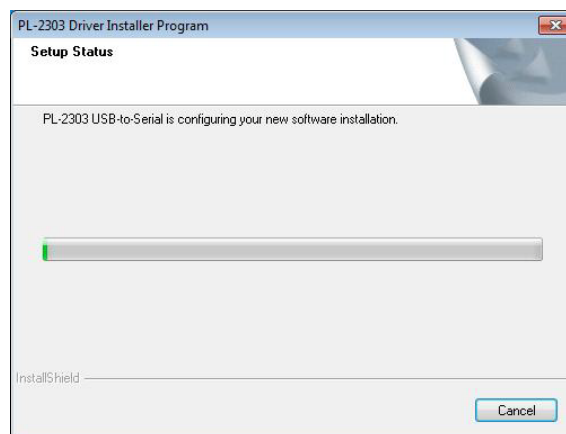 PL-2303 Driver Installer Program
Setup Status
PL-2303 USB-to-Serial is configuring your new software installation.
InstallShield
Cancel